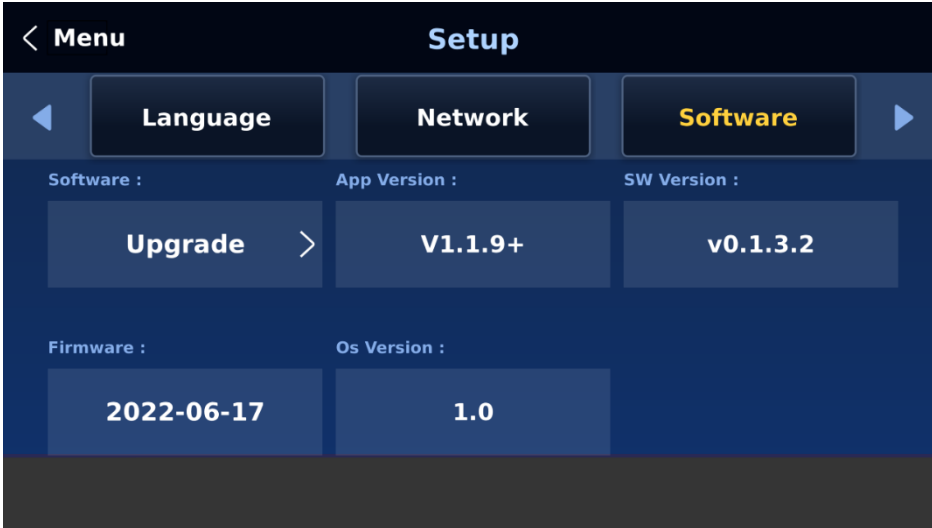 Menu
Setup
Language
Network
Software
Software :
App Version :
SW Version :
Upgrade
V1.1.9+
v0.1.3.2
Firmware :
Os Version :
2022-06-17
1.0